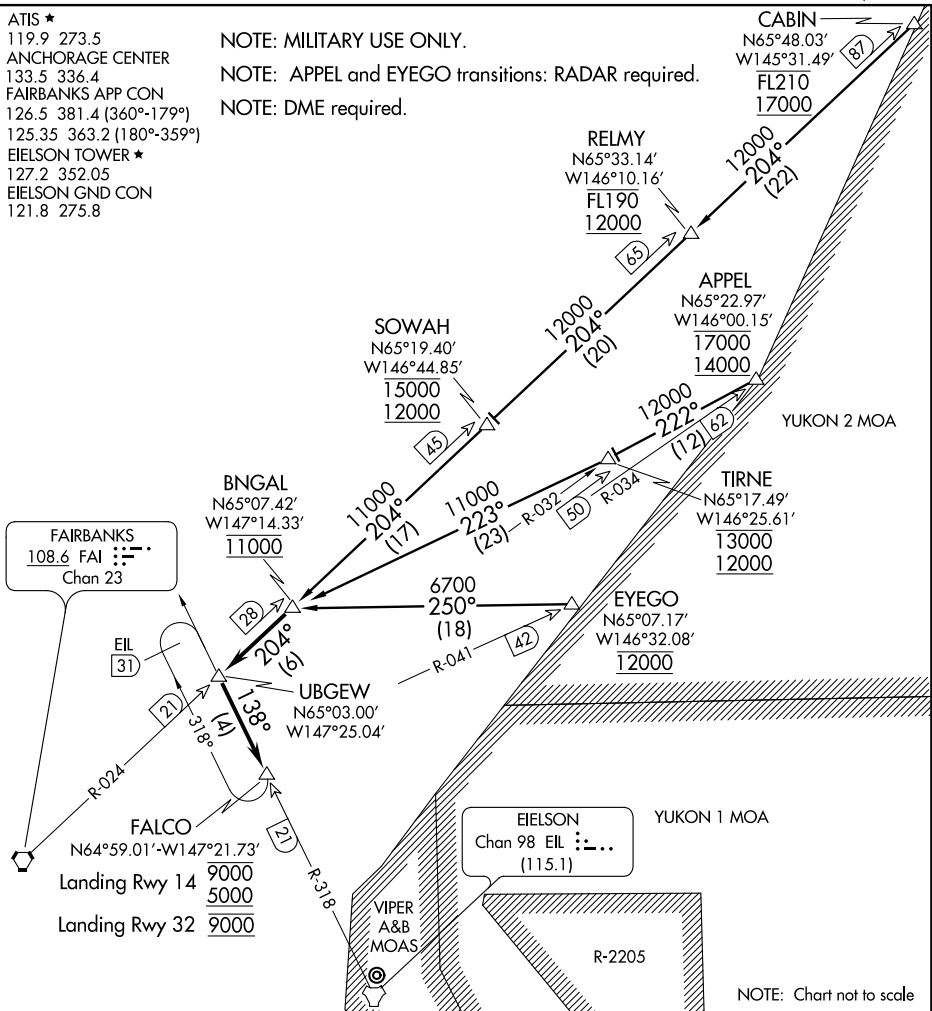 ATIS ★
119.9 273.5
ANCHORAGE CENTER
133.5 336.4
FAIRBANKS APP CON
126.5 381.4 (360°-179°)
125.35 363.2 (180°-359°)
EIELSON TOWER ★
127.2 352.05
EIELSON GND CON
121.8 275.8
NOTE: MILITARY USE ONLY.
NOTE: APPEL and EYEGO transitions: RADAR required.
NOTE: DME required.
CABIN
N65°48.03'
W145°31.49'
FL210
17000
87
12000
204°
(22)
RELMY
N65°33.14'
W146°10.16'
FL190
12000
65
12000
204°
(20)
APPEL
N65°22.97'
W146°00.15'
17000
14000
SOWAH
N65°19.40'
W146°44.85'
15000
12000
45
12000
222°
(12)
62
YUKON 2 MOA
TIRNE
N65°17.49'
W146°25.61'
13000
12000
11000
223°
(23)
R-032
50
R-034
11000
204°
(17)
BNGAL
N65°07.42'
W147°14.33'
11000
28
6700
250°
(18)
EYEGO
N65°07.17'
W146°32.08'
12000
R-041
42
FAIRBANKS
108.6 FAI
Chan 23
204°
(6)
EIL
31
UBGEW
N65°03.00'
W147°25.04'
21
R-024
138°
(4)
318°
FALCO
N64°59.01'-W147°21.73'
Landing Rwy 14 9000
5000
Landing Rwy 32 9000
21
R-318
EIELSON
Chan 98 EIL
(115.1)
YUKON 1 MOA
VIPER
A&B
MOAS
R-2205
NOTE: Chart not to scale